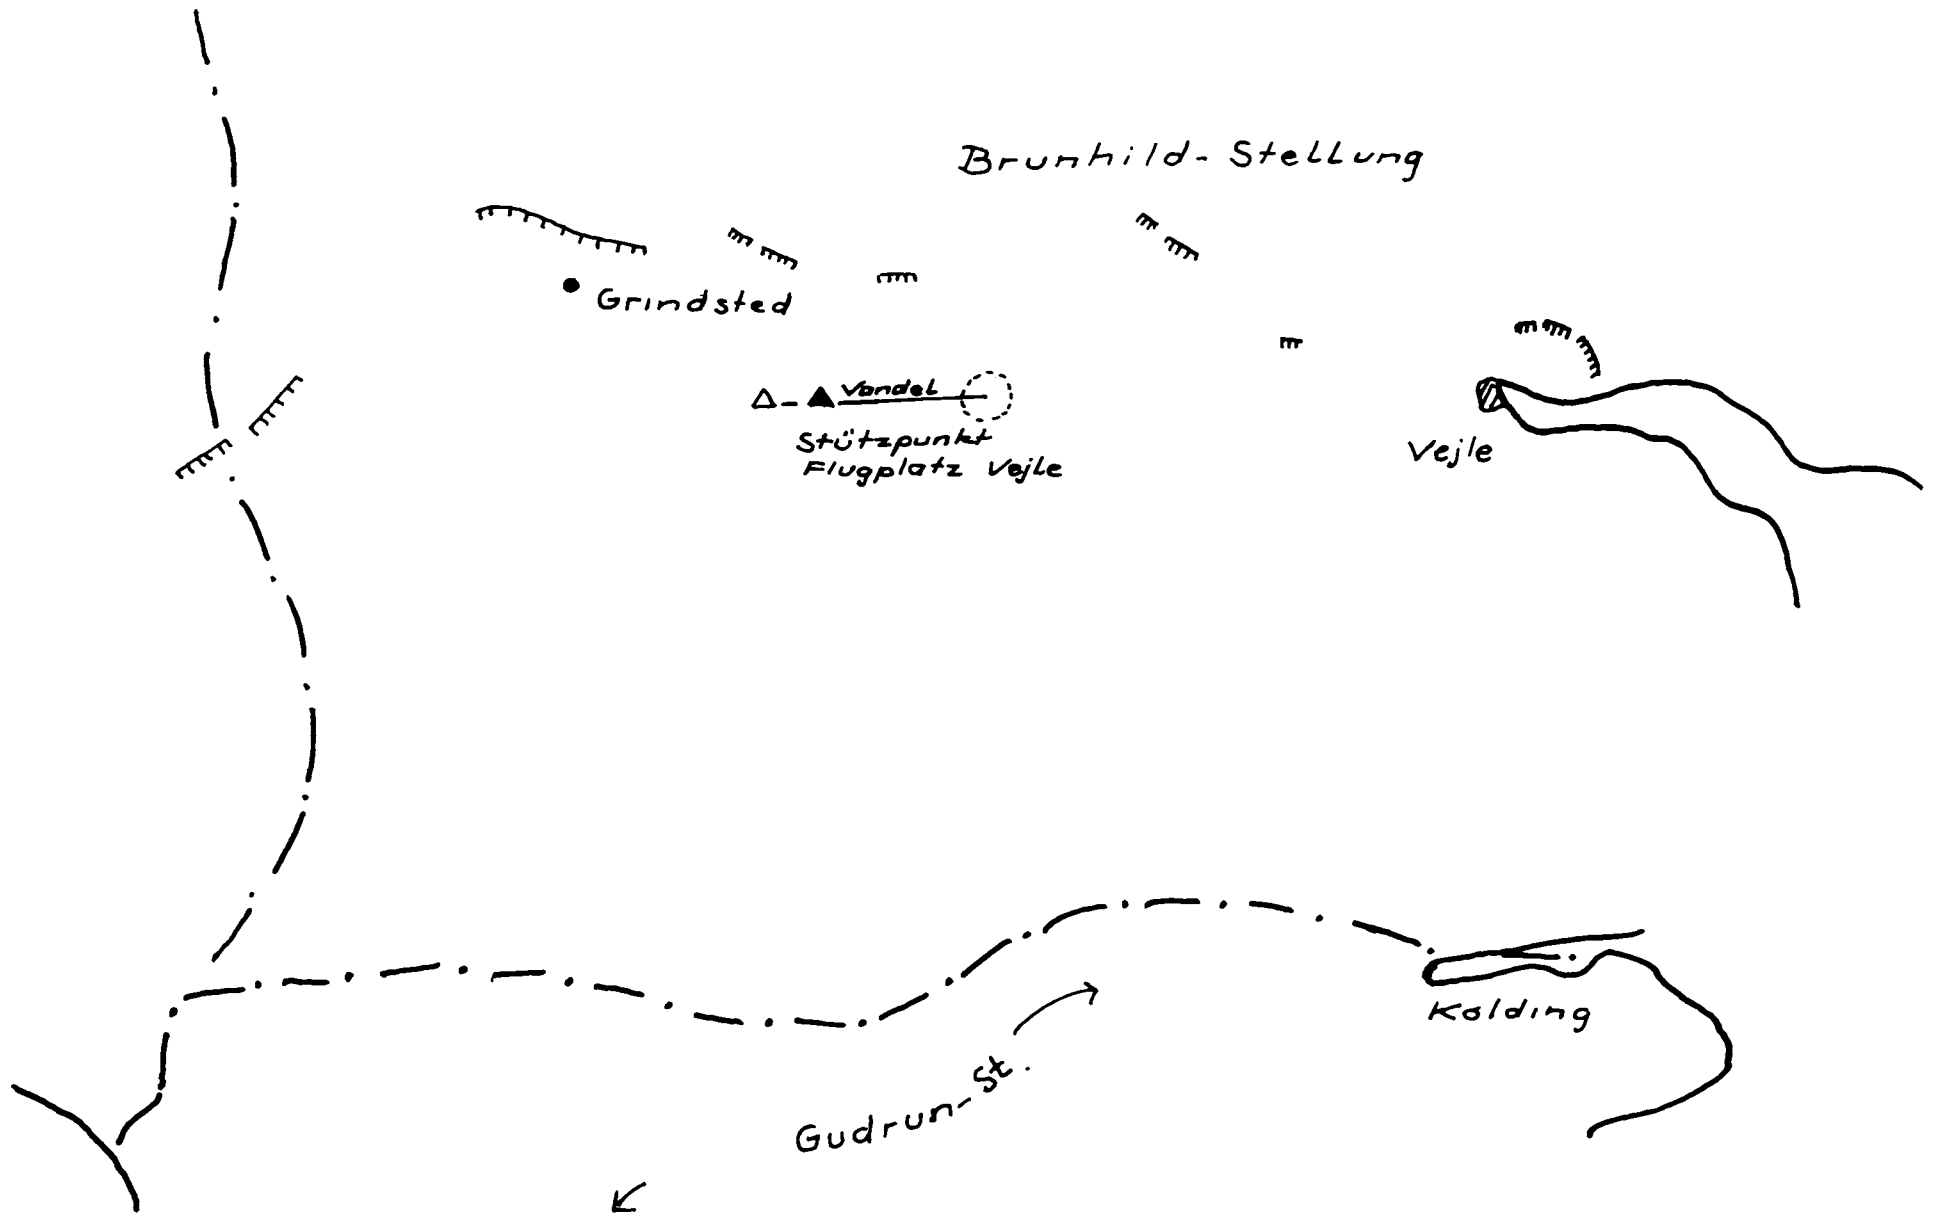 Brunhild-Stellung
Grindsted
Vandel
Stützpunkt
Flugplatz Vejle
Vejle
Kolding
Gudrun-St.